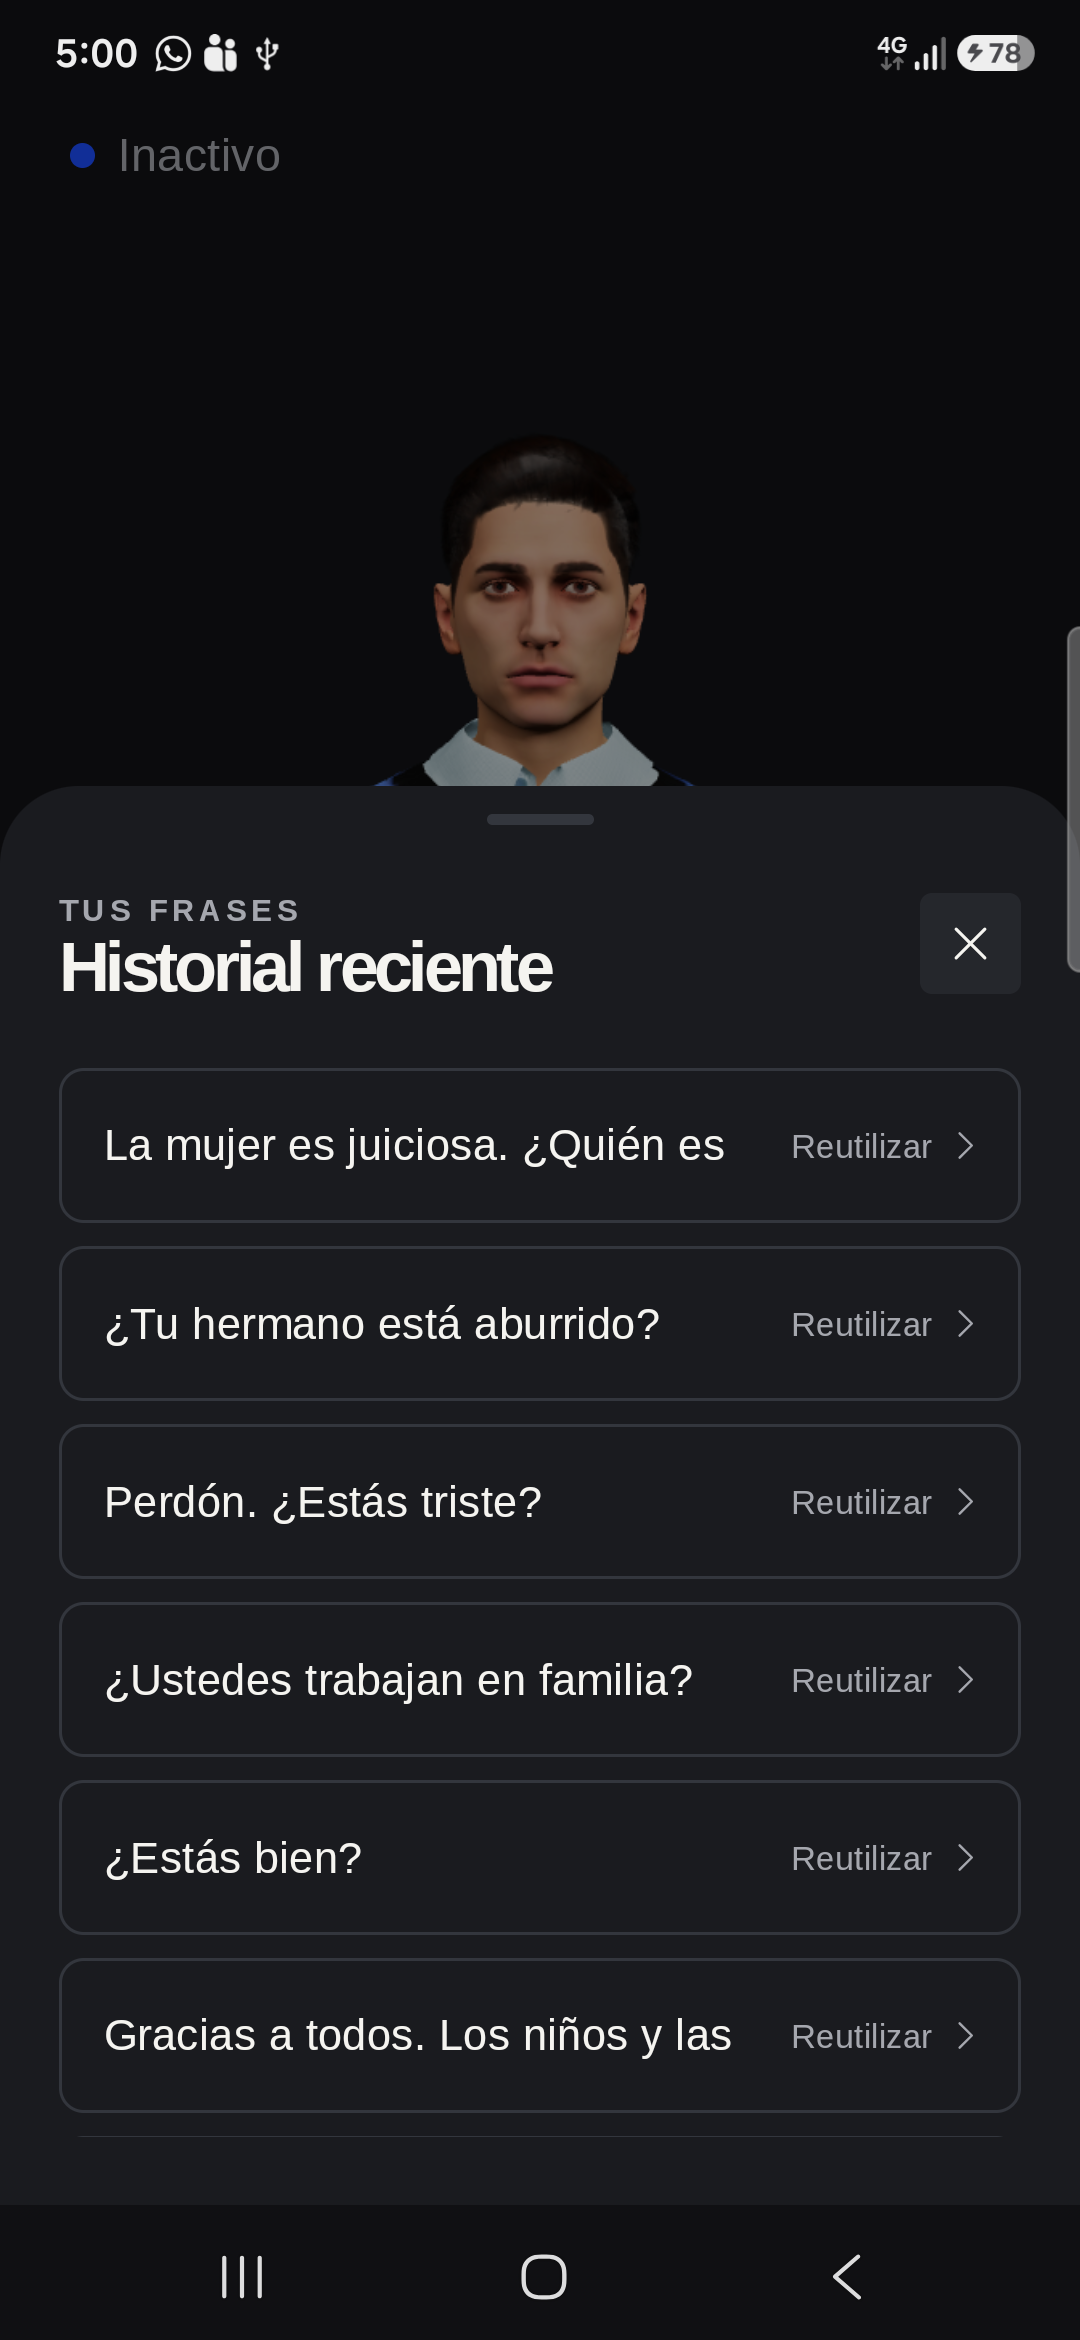 5:00
4G
78
Inactivo
TUS FRASES
Historial reciente
La mujer es juiciosa. ¿Quién es
Reutilizar
¿Tu hermano está aburrido?
Reutilizar
Perdón. ¿Estás triste?
Reutilizar
¿Ustedes trabajan en familia?
Reutilizar
¿Estás bien?
Reutilizar
Gracias a todos. Los niños y las
Reutilizar